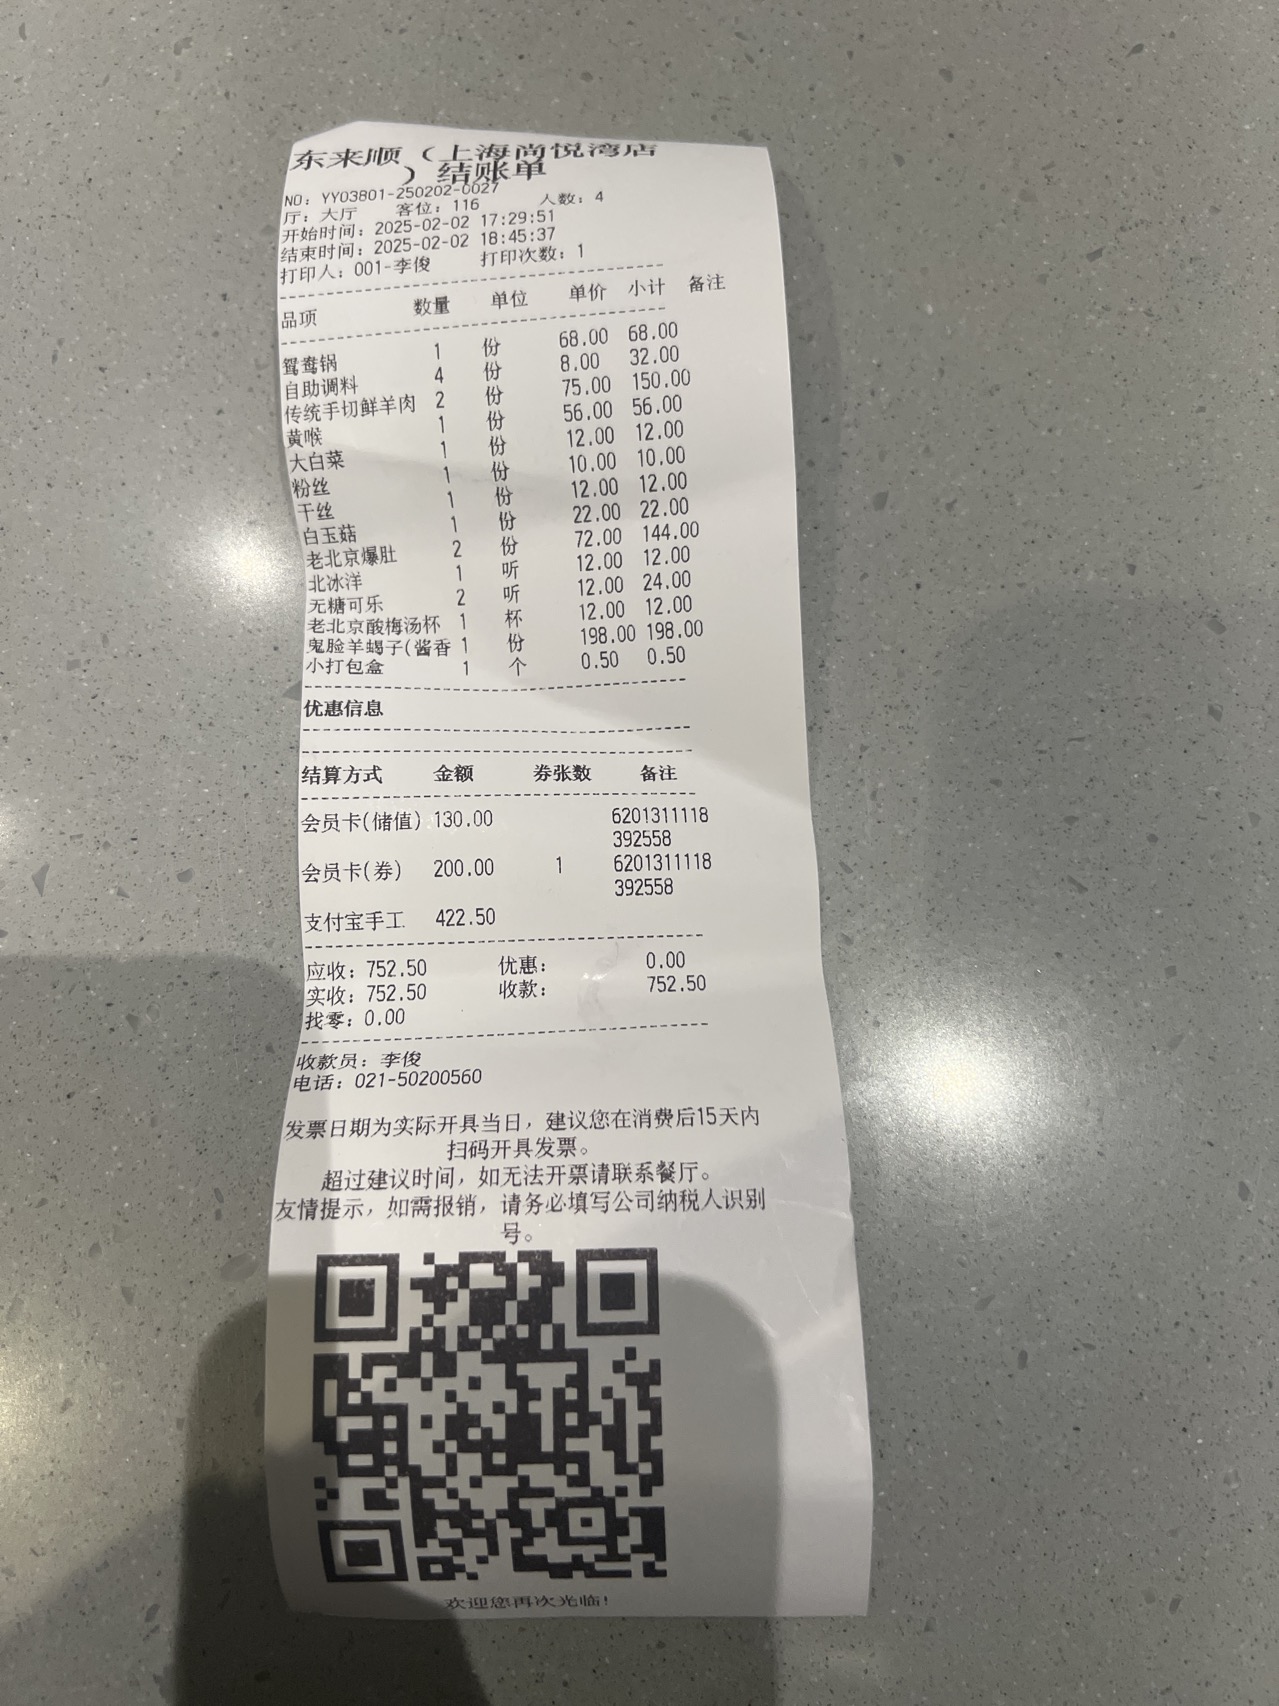 东来顺（上海尚悦湾店
）结账单
NO: YY03801-250202-0027
厅: 大厅 客位: 116 人数: 4
开始时间: 2025-02-02 17:29:51
结束时间: 2025-02-02 18:45:37
打印人: 001-李俊 打印次数: 1
品项 数量 单位 单价 小计 备注
鸳鸯锅 1 份 68.00 68.00
自助调料 4 份 8.00 32.00
传统手切鲜羊肉 2 份 75.00 150.00
黄喉 1 份 56.00 56.00
大白菜 1 份 12.00 12.00
粉丝 1 份 10.00 10.00
干丝 1 份 12.00 12.00
白玉菇 1 份 22.00 22.00
老北京爆肚 2 份 72.00 144.00
北冰洋 1 听 12.00 12.00
无糖可乐 2 听 12.00 24.00
老北京酸梅汤杯 1 杯 12.00 12.00
鬼脸羊蝎子(酱香 1 份 198.00 198.00
小打包盒 1 个 0.50 0.50
优惠信息
结算方式 金额 券张数 备注
会员卡(储值) 130.00 6201311118
392558
会员卡(券) 200.00 1 6201311118
392558
支付宝手工 422.50
应收: 752.50 优惠: 0.00
实收: 752.50 收款: 752.50
找零: 0.00
收款员: 李俊
电话: 021-50200560
发票日期为实际开具当日，建议您在消费后15天内
扫码开具发票。
超过建议时间，如无法开票请联系餐厅。
友情提示，如需报销，请务必填写公司纳税人识别
号。
欢迎您再次光临!